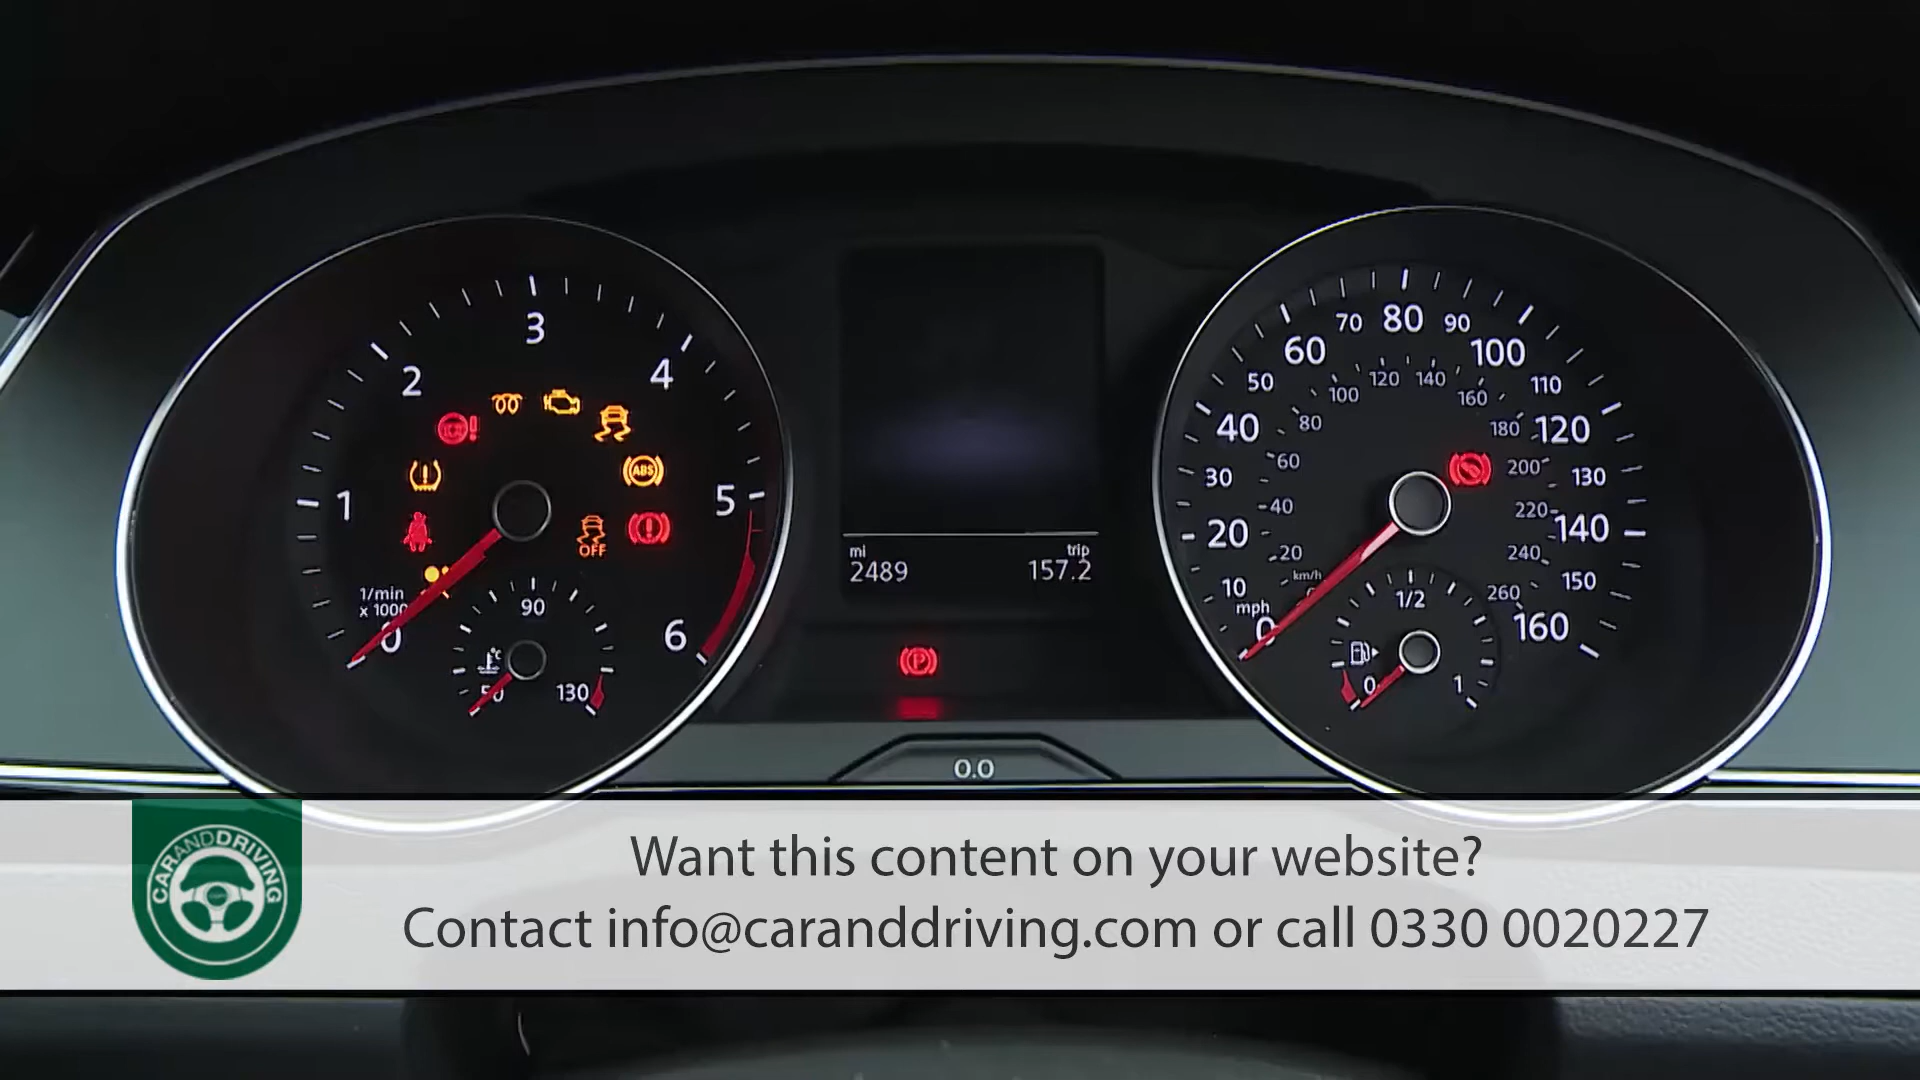 3
2
4
1
5
ABS
OFF
1/min
x 1000
0
6
90
°C
50
130
mi
trip
2489
157.2
P
0.0
70 80 90
60 100
50 110
40 120
30 130
20 140
10 150
mph
0 160
100 120 140 160
80 180
60 200
40 220
20 240
km/h 260
1/2
0
1
CARANDDRIVING
Want this content on your website?
Contact info@caranddriving.com or call 0330 0020227